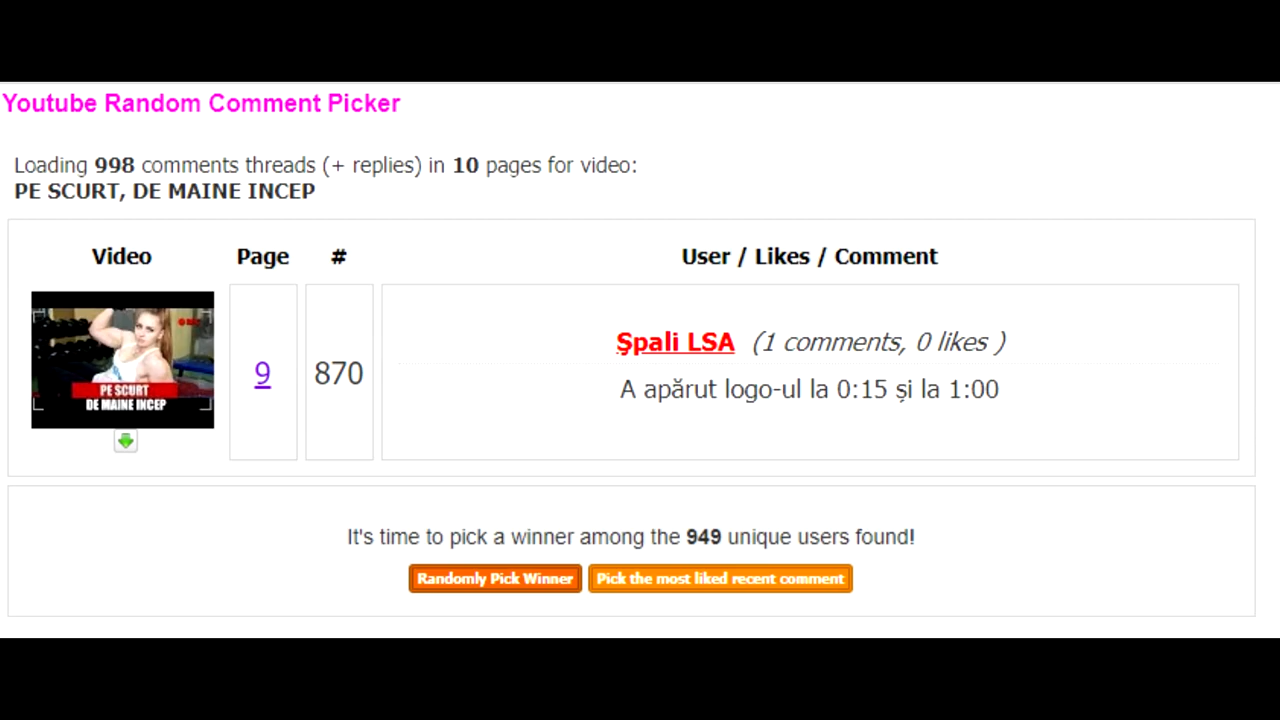 Youtube Random Comment Picker
Loading 998 comments threads (+ replies) in 10 pages for video:
PE SCURT, DE MAINE INCEP
Video Page # User / Likes / Comment
PE SCURT
DE MAINE INCEP
9
870
Şpali LSA (1 comments, 0 likes )
A apărut logo-ul la 0:15 și la 1:00
It's time to pick a winner among the 949 unique users found!
Randomly Pick Winner Pick the most liked recent comment